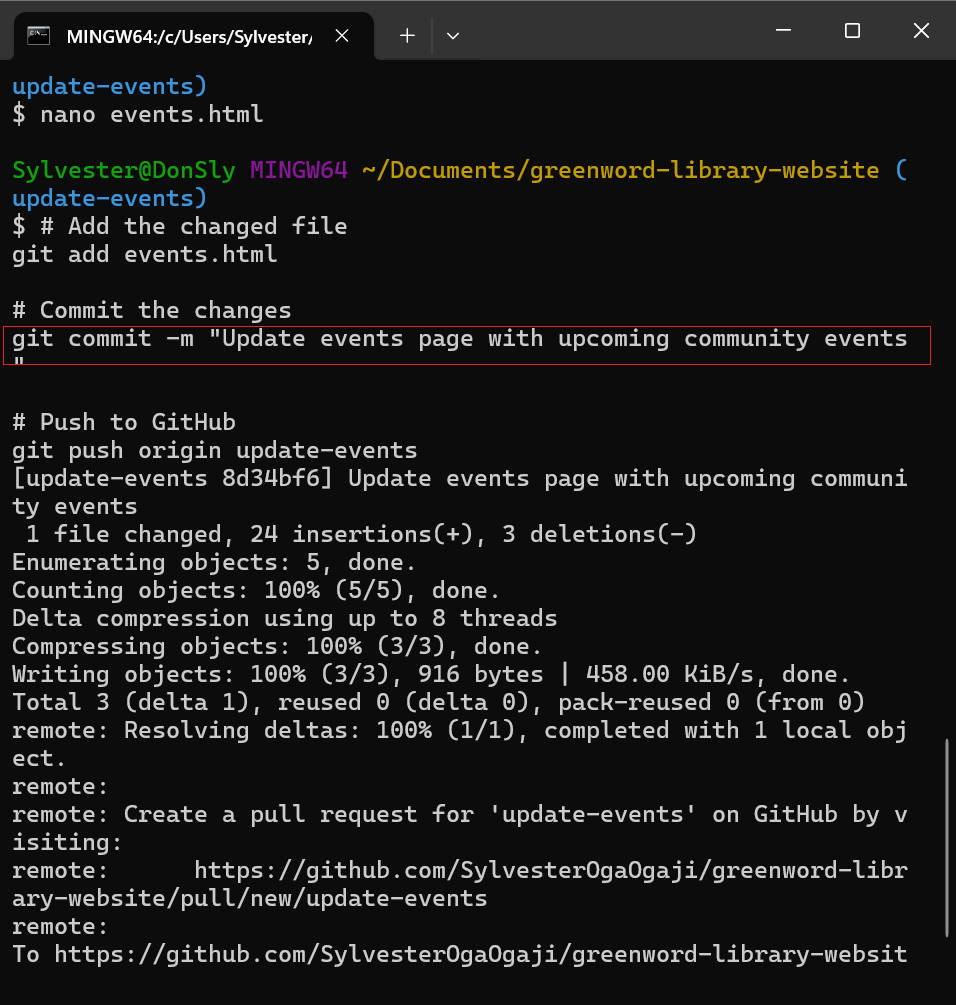 MINGW64:/c/Users/Sylvester/
update-events)
$ nano events.html
Sylvester@DonSly MINGW64 ~/Documents/greenword-library-website (
update-events)
$ # Add the changed file
git add events.html
# Commit the changes
git commit -m "Update events page with upcoming community events
"
# Push to GitHub
git push origin update-events
[update-events 8d34bf6] Update events page with upcoming communi
ty events
 1 file changed, 24 insertions(+), 3 deletions(-)
Enumerating objects: 5, done.
Counting objects: 100% (5/5), done.
Delta compression using up to 8 threads
Compressing objects: 100% (3/3), done.
Writing objects: 100% (3/3), 916 bytes | 458.00 KiB/s, done.
Total 3 (delta 1), reused 0 (delta 0), pack-reused 0 (from 0)
remote: Resolving deltas: 100% (1/1), completed with 1 local obj
ect.
remote:
remote: Create a pull request for 'update-events' on GitHub by v
isiting:
remote:      https://github.com/SylvesterOgaOgaji/greenword-libr
ary-website/pull/new/update-events
remote:
To https://github.com/SylvesterOgaOgaji/greenword-library-websit